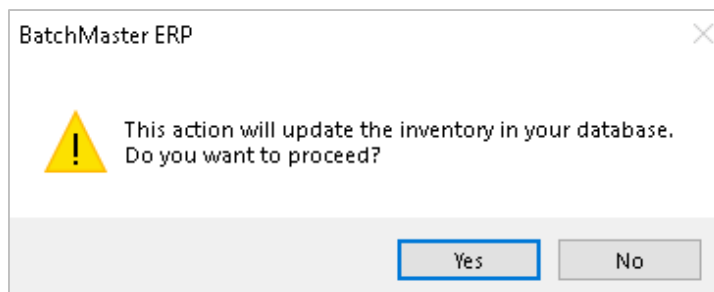 BatchMaster ERP
This action will update the inventory in your database.
Do you want to proceed?
Yes
No